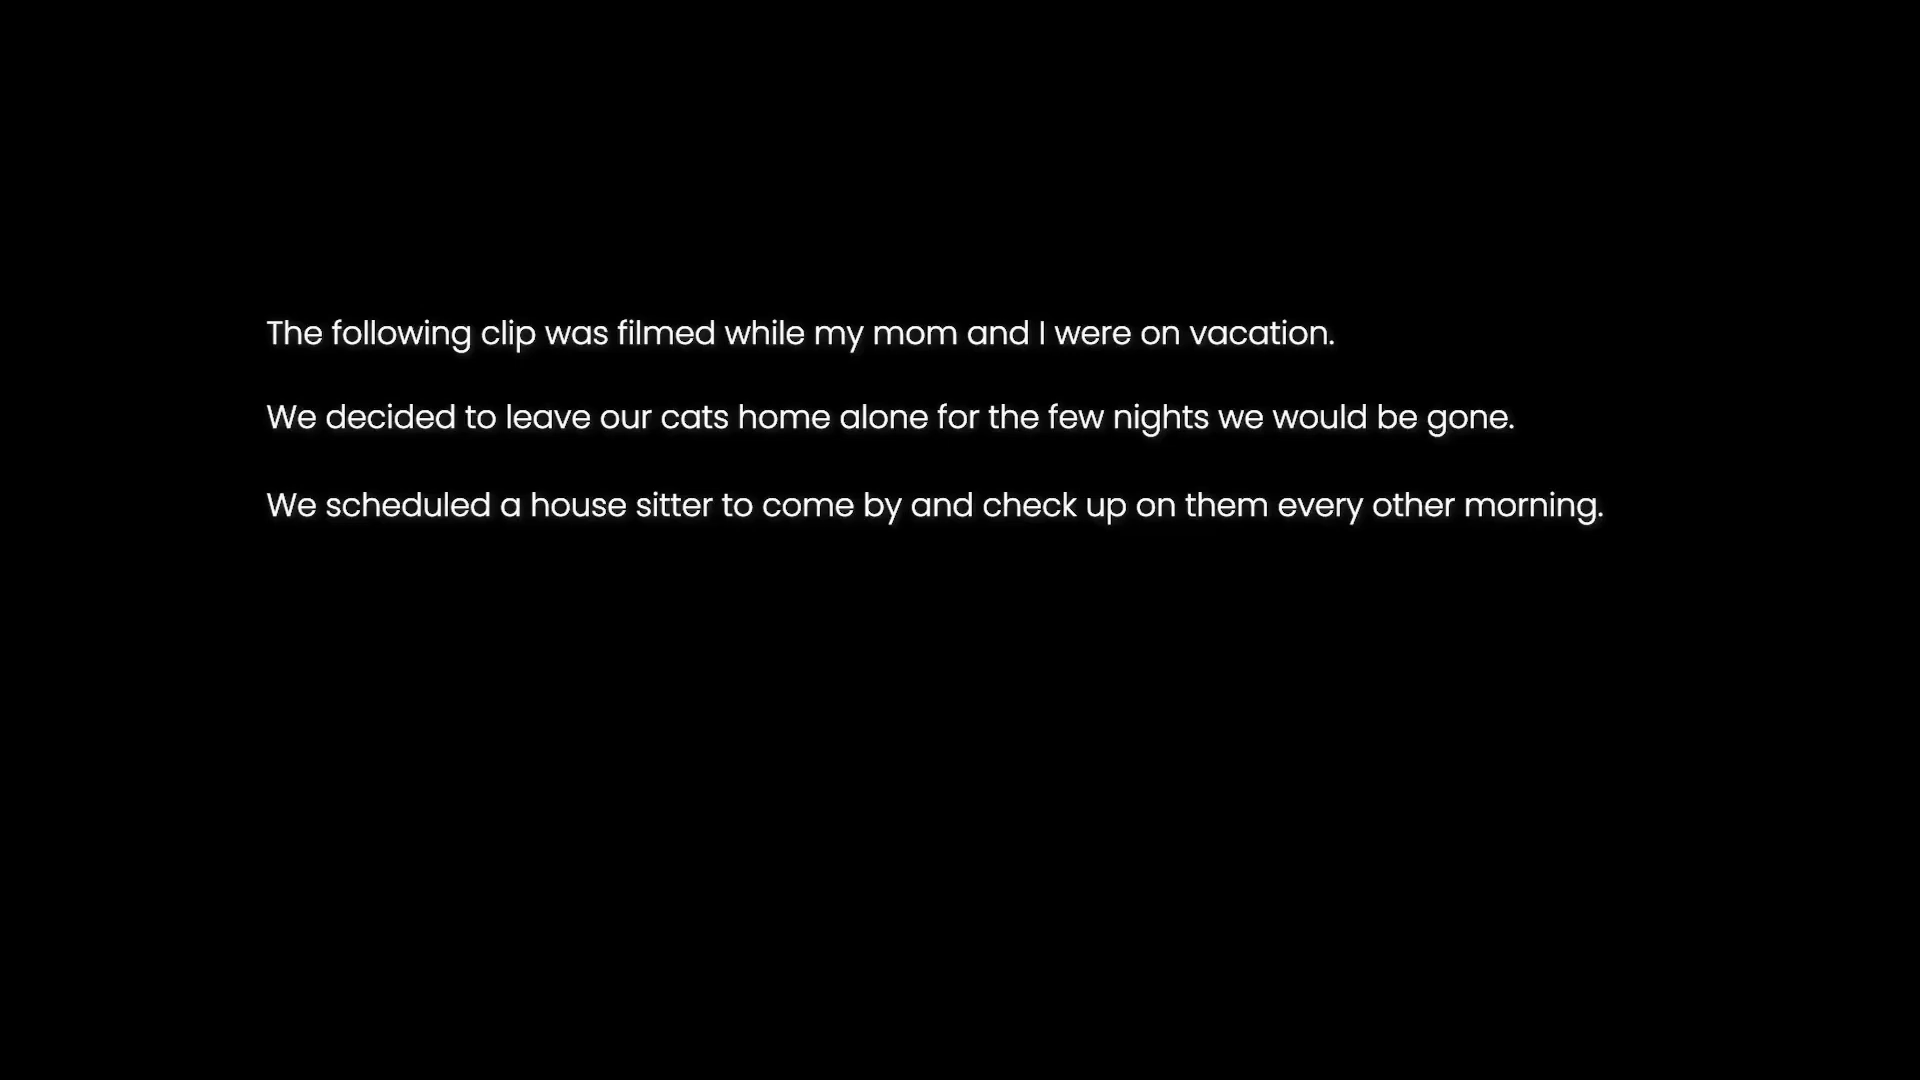 The following clip was filmed while my mom and I were on vacation.
We decided to leave our cats home alone for the few nights we would be gone.
We scheduled a house sitter to come by and check up on them every other morning.